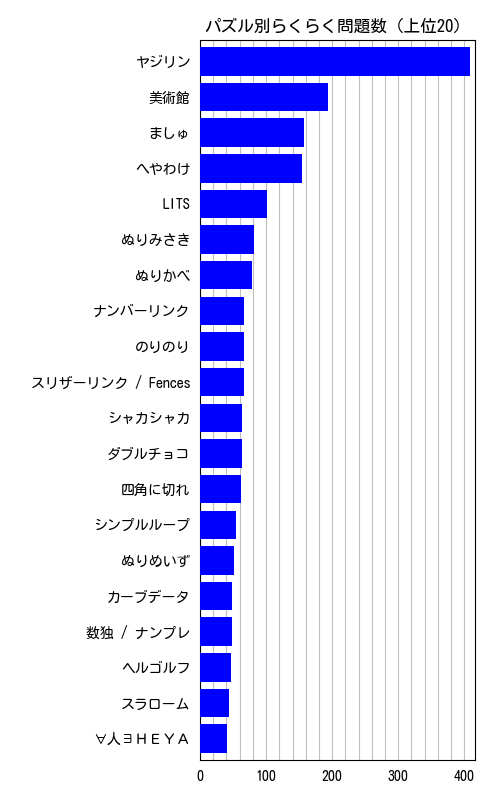 パズル別らくらく問題数（上位20）
ヤジリン
美術館
ましゅ
へやわけ
LITS
ぬりみさき
ぬりかべ
ナンバーリンク
のりのり
スリザーリンク / Fences
シャカシャカ
ダブルチョコ
四角に切れ
シンプルループ
ぬりめいず
カーブデータ
数独 / ナンプレ
ヘルゴルフ
スラローム
∀人∃ＨＥＹＡ
0 100 200 300 400